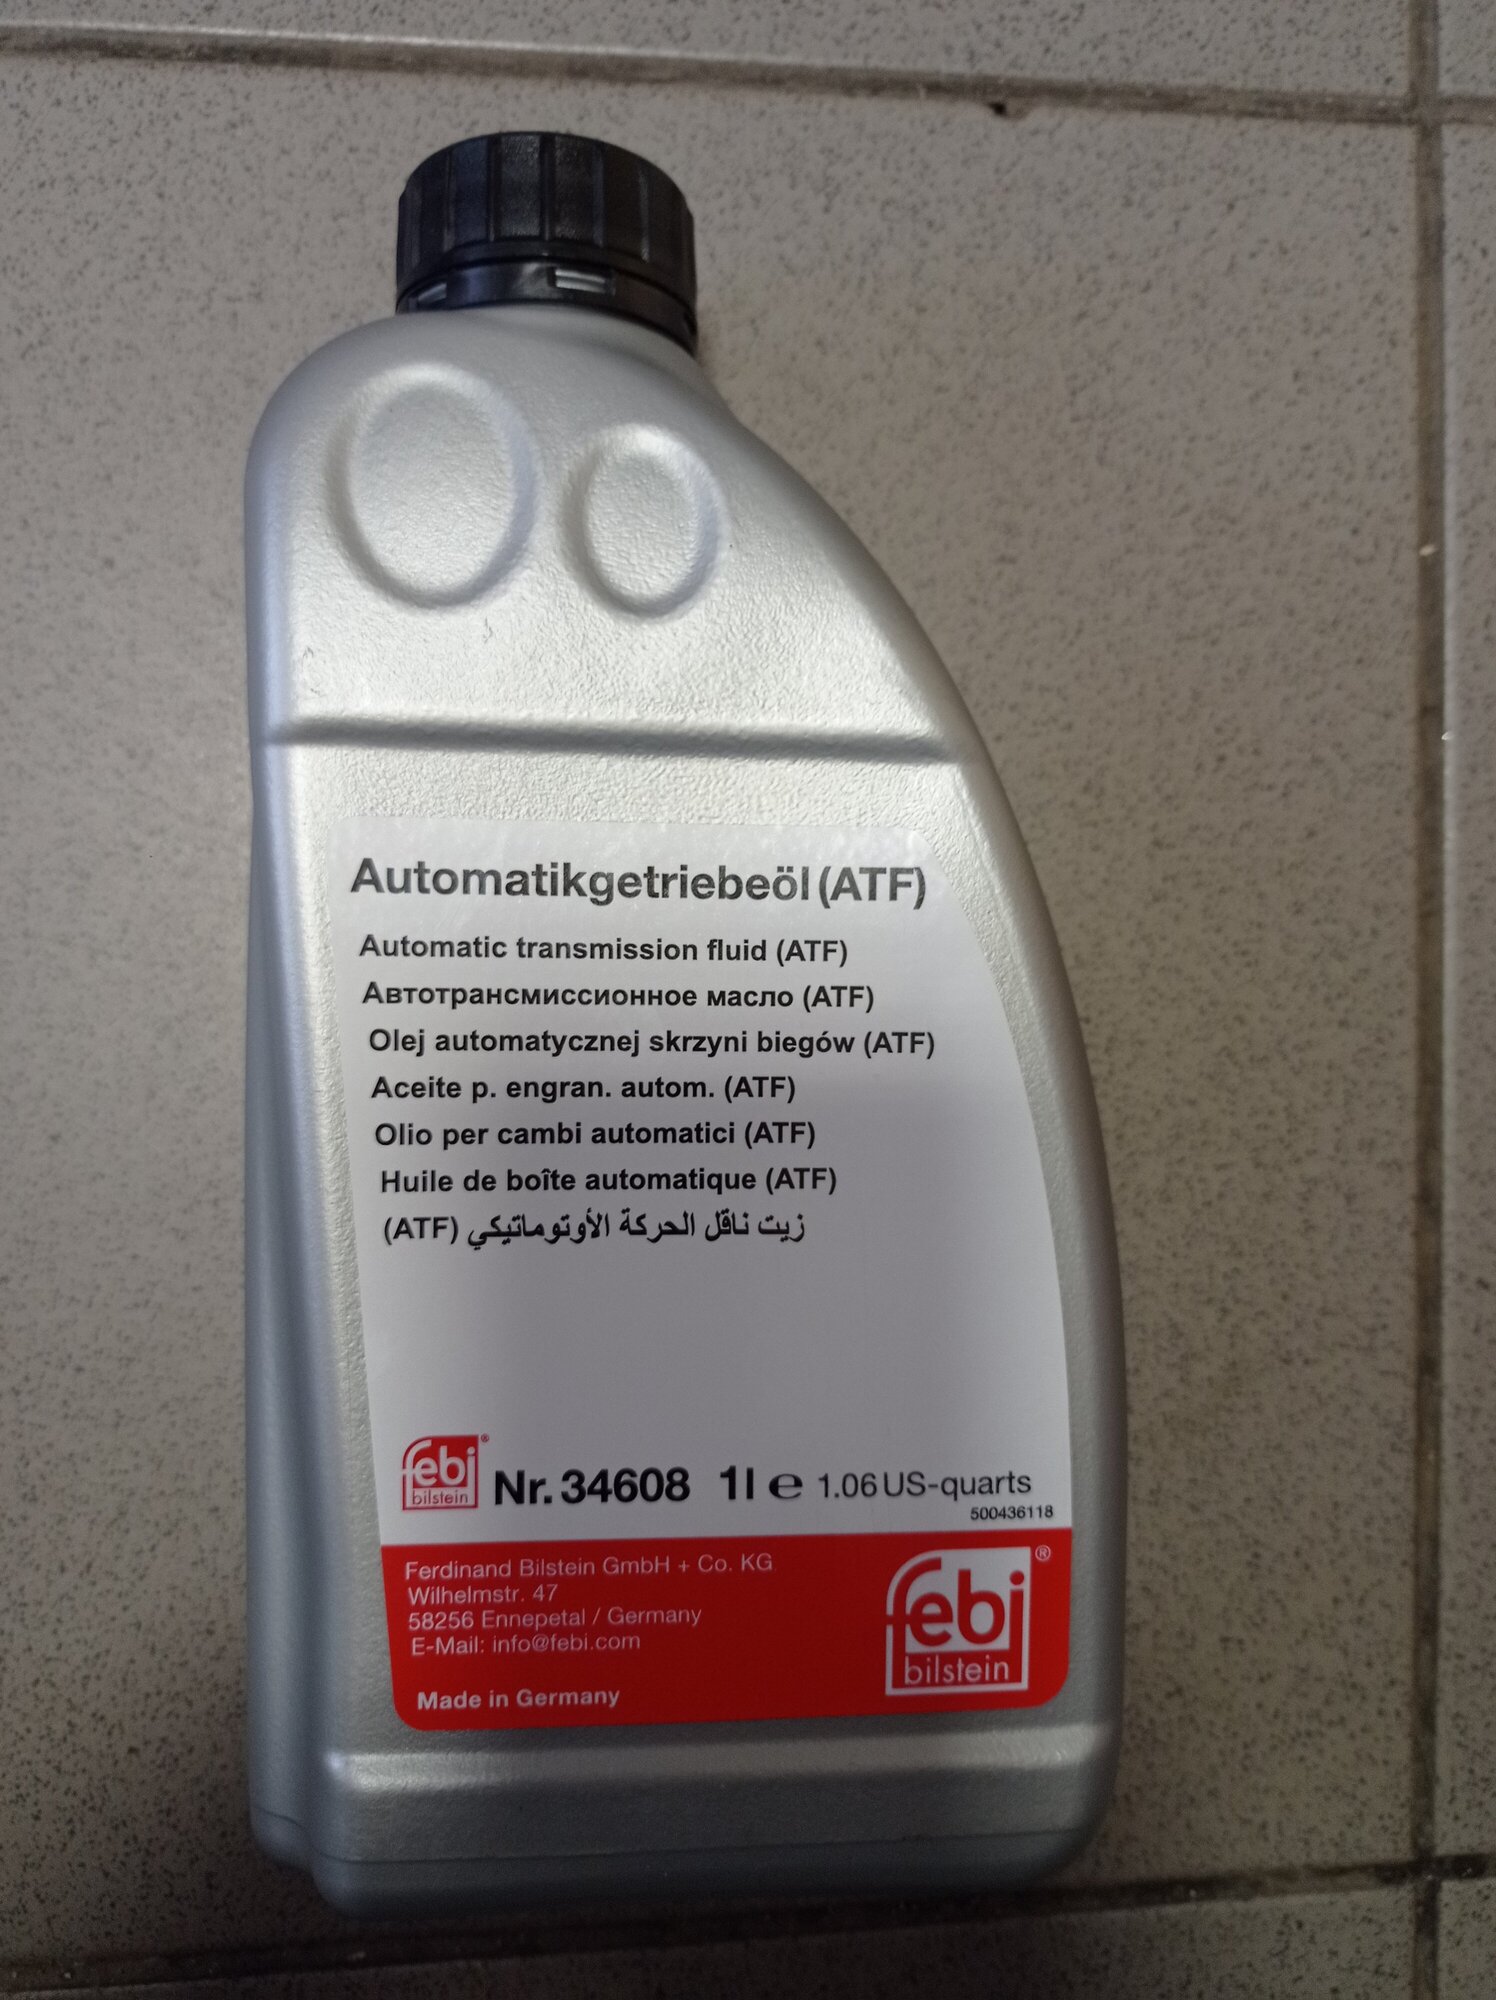 Automatikgetriebeöl (ATF)
Automatic transmission fluid (ATF)
Автотрансмиссионное масло (ATF)
Olej automatycznej skrzyni biegów (ATF)
Aceite p. engran. autom. (ATF)
Olio per cambi automatici (ATF)
Huile de boîte automatique (ATF)
زيت ناقل الحركة الأوتوماتيكي (ATF)
febi® bilstein Nr. 34608 1 l ℮ 1.06 US-quarts
500436118
Ferdinand Bilstein GmbH + Co. KG
Wilhelmstr. 47
58256 Ennepetal / Germany
E-Mail: info@febi.com
Made in Germany
febi®
bilstein